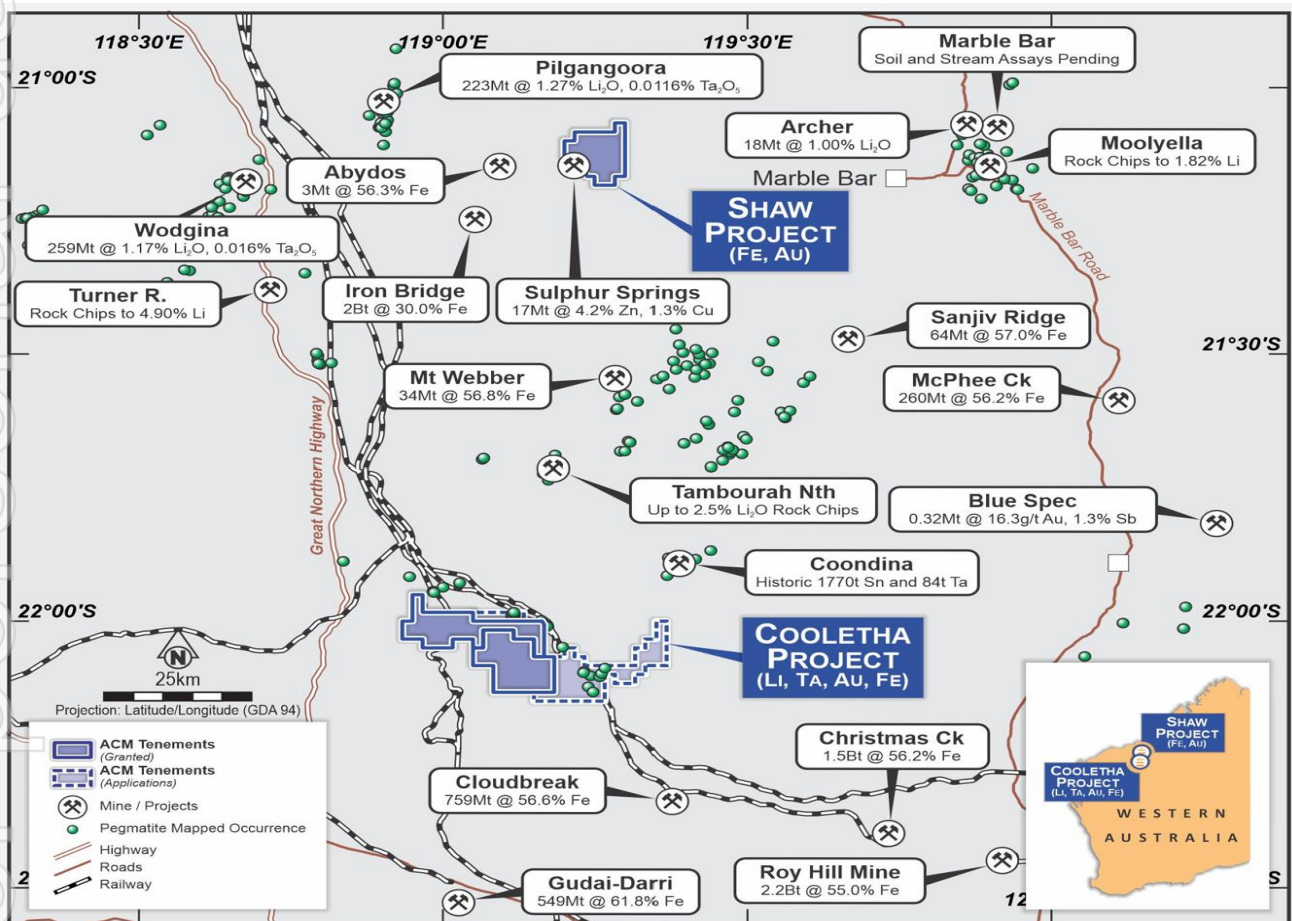 118°30'E
119°00'E
119°30'E
21°00'S
21°30'S
22°00'S
21°30'S
22°00'S
Pilgangoora
223Mt @ 1.27% Li₂O, 0.0116% Ta₂O₅
Marble Bar
Soil and Stream Assays Pending
Archer
18Mt @ 1.00% Li₂O
Moolyella
Rock Chips to 1.82% Li
Marble Bar
Marble Bar Road
Abydos
3Mt @ 56.3% Fe
SHAW
PROJECT
(FE, AU)
Wodgina
259Mt @ 1.17% Li₂O, 0.016% Ta₂O₅
Turner R.
Rock Chips to 4.90% Li
Iron Bridge
2Bt @ 30.0% Fe
Sulphur Springs
17Mt @ 4.2% Zn, 1.3% Cu
Sanjiv Ridge
64Mt @ 57.0% Fe
Mt Webber
34Mt @ 56.8% Fe
McPhee Ck
260Mt @ 56.2% Fe
Great Northern Highway
Tambourah Nth
Up to 2.5% Li₂O Rock Chips
Blue Spec
0.32Mt @ 16.3g/t Au, 1.3% Sb
Coondina
Historic 1770t Sn and 84t Ta
COOLETHA
PROJECT
(LI, TA, AU, FE)
N
25km
Projection: Latitude/Longitude (GDA 94)
ACM Tenements
(Granted)
ACM Tenements
(Applications)
Mine / Projects
Pegmatite Mapped Occurrence
Highway
Roads
Railway
Christmas Ck
1.5Bt @ 56.2% Fe
Cloudbreak
759Mt @ 56.6% Fe
Gudai-Darri
549Mt @ 61.8% Fe
Roy Hill Mine
2.2Bt @ 55.0% Fe
SHAW
PROJECT
(FE, AU)
COOLETHA
PROJECT
(LI, TA, AU, FE)
WESTERN
AUSTRALIA